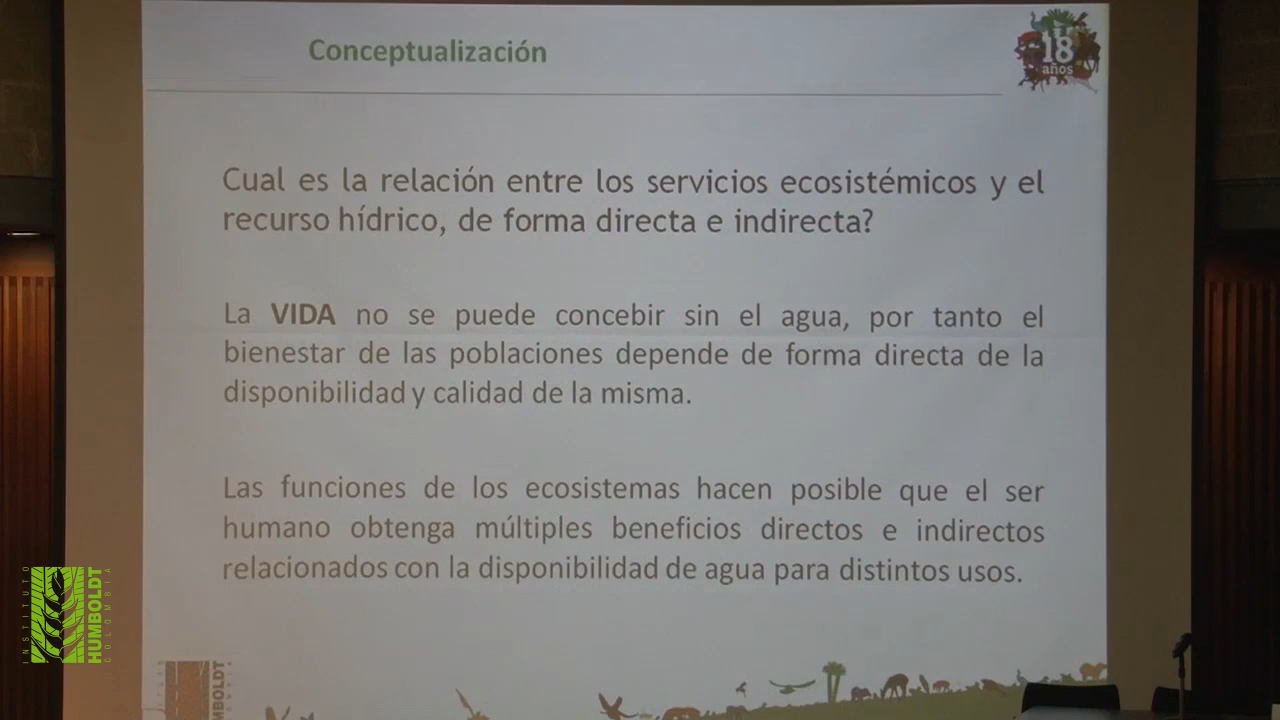 Conceptualización
18
años
Cual es la relación entre los servicios ecosistémicos y el
recurso hídrico, de forma directa e indirecta?
La VIDA no se puede concebir sin el agua, por tanto el
bienestar de las poblaciones depende de forma directa de la
disponibilidad y calidad de la misma.
Las funciones de los ecosistemas hacen posible que el ser
humano obtenga múltiples beneficios directos e indirectos
relacionados con la disponibilidad de agua para distintos usos.
INSTITUTO
HUMBOLDT
COLOMBIA